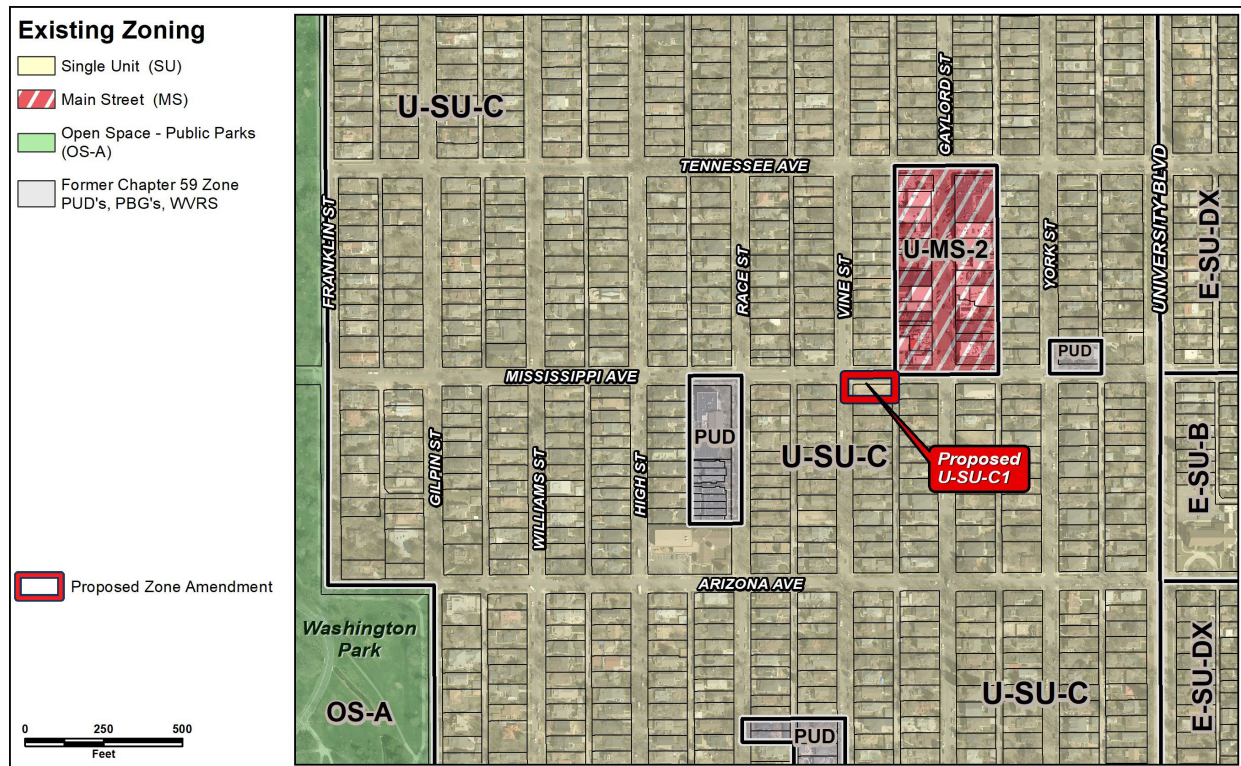 Existing Zoning
Single Unit (SU)
Main Street (MS)
Open Space - Public Parks
(OS-A)
Former Chapter 59 Zone
PUD's, PBG's, WVRS
Proposed Zone Amendment
0 250 500
Feet
U-SU-C
GAYLORD ST
TENNESSEE AVE
FRANKLIN ST
RACE ST
VINE ST
U-MS-2
YORK ST
UNIVERSITY BLVD
E-SU-DX
PUD
MISSISSIPPI AVE
GILPIN ST
WILLIAMS ST
HIGH ST
PUD
U-SU-C
Proposed
U-SU-C1
E-SU-B
ARIZONA AVE
Washington
Park
OS-A
PUD
U-SU-C
E-SU-DX